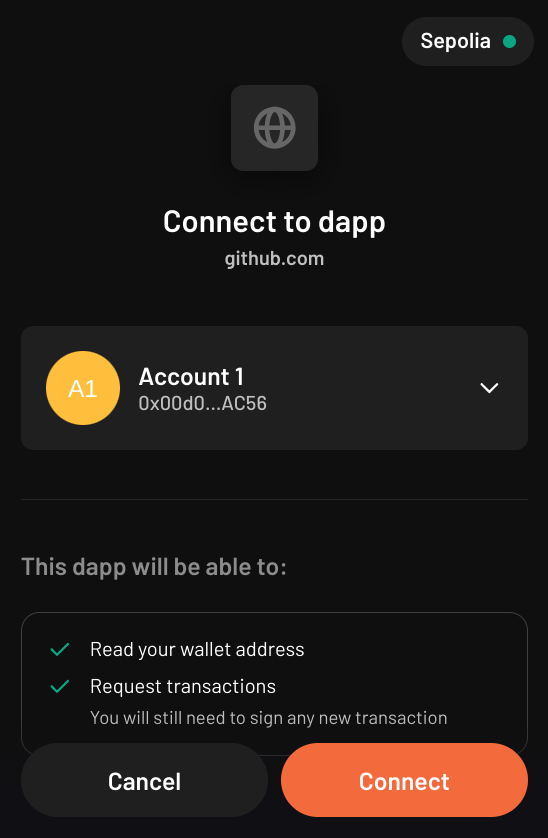 Sepolia
Connect to dapp
github.com
A1
Account 1
0x00d0...AC56
This dapp will be able to:
Read your wallet address
Request transactions
You will still need to sign any new transaction
Cancel
Connect